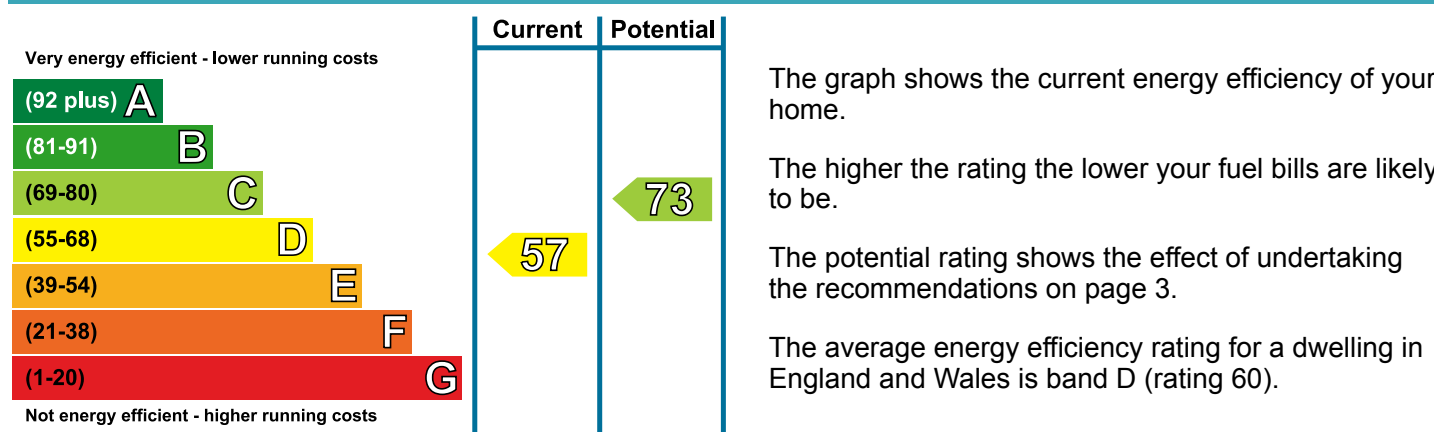 Current Potential
Very energy efficient - lower running costs
(92 plus) A
(81-91) B
(69-80) C
73
(55-68) D
57
(39-54) E
(21-38) F
(1-20) G
Not energy efficient - higher running costs
The graph shows the current energy efficiency of your
home.
The higher the rating the lower your fuel bills are likely
to be.
The potential rating shows the effect of undertaking
the recommendations on page 3.
The average energy efficiency rating for a dwelling in
England and Wales is band D (rating 60).